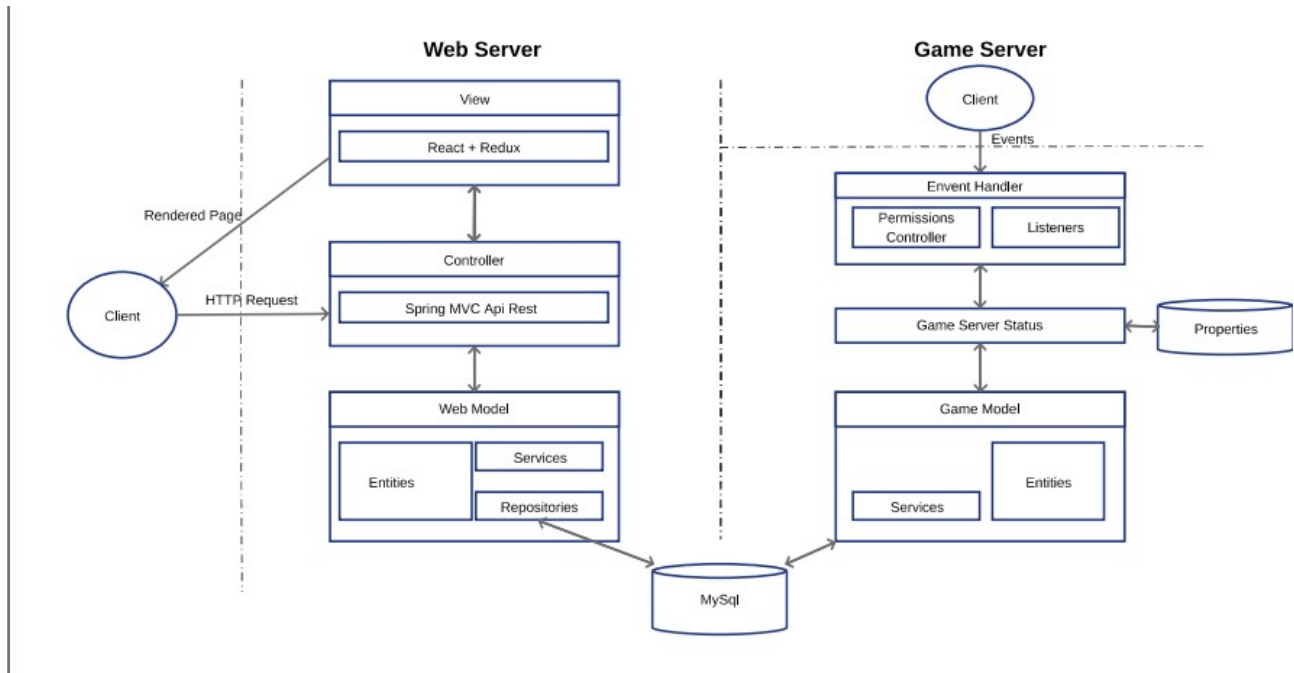 Web Server
Game Server
View
React + Redux
Client
Events
Envent Handler
Permissions
Controller
Listeners
Rendered Page
Controller
Spring MVC Api Rest
HTTP Request
Client
Game Server Status
Properties
Web Model
Entities
Services
Repositories
Game Model
Services
Entities
MySql